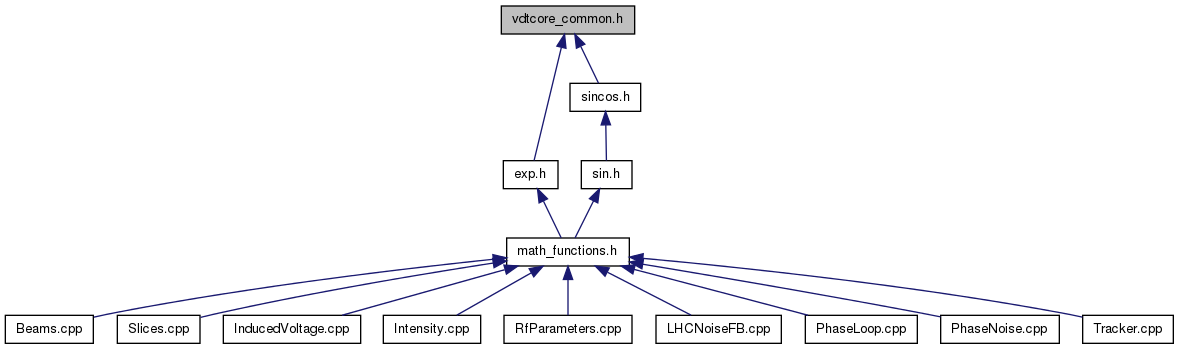 vdtcore_common.h
sincos.h
exp.h
sin.h
math_functions.h
Beams.cpp
Slices.cpp
InducedVoltage.cpp
Intensity.cpp
RfParameters.cpp
LHCNoiseFB.cpp
PhaseLoop.cpp
PhaseNoise.cpp
Tracker.cpp